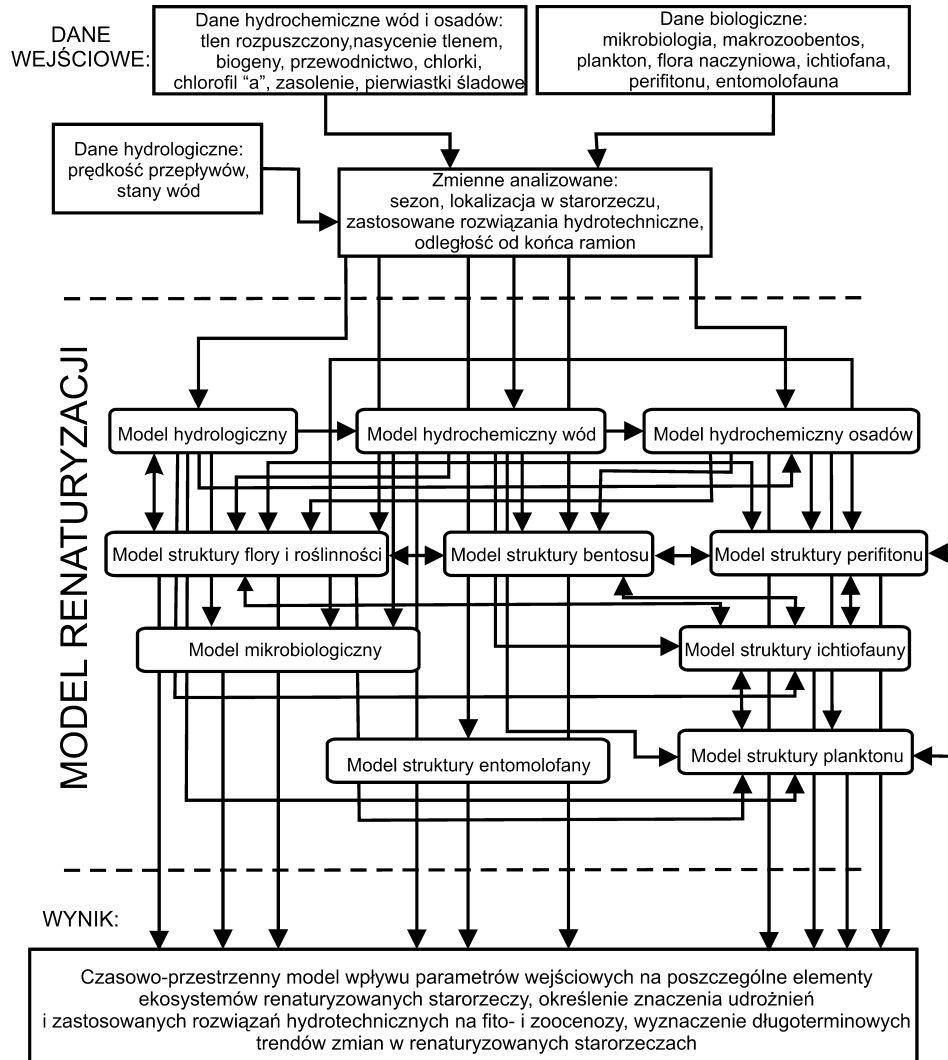 DANE
WEJŚCIOWE:
Dane hydrochemiczne wód i osadów:
tlen rozpuszczony,nasycenie tlenem,
biogeny, przewodnictwo, chlorki,
chlorofil “a”, zasolenie, pierwiastki śladowe
Dane biologiczne:
mikrobiologia, makrozoobentos,
plankton, flora naczyniowa, ichtiofana,
perifitonu, entomolofauna
Dane hydrologiczne:
prędkość przepływów,
stany wód
Zmienne analizowane:
sezon, lokalizacja w starorzeczu,
zastosowane rozwiązania hydrotechniczne,
odległość od końca ramion
MODEL RENATURYZACJI
Model hydrologiczny
Model hydrochemiczny wód
Model hydrochemiczny osadów
Model struktury flory i roślinności
Model struktury bentosu
Model struktury perifitonu
Model mikrobiologiczny
Model struktury ichtiofauny
Model struktury entomolofany
Model struktury planktonu
WYNIK:
Czasowo-przestrzenny model wpływu parametrów wejściowych na poszczególne elementy
ekosystemów renaturyzowanych starorzeczy, określenie znaczenia udrożnień
i zastosowanych rozwiązań hydrotechnicznych na fito- i zoocenozy, wyznaczenie długoterminowych
trendów zmian w renaturyzowanych starorzeczach